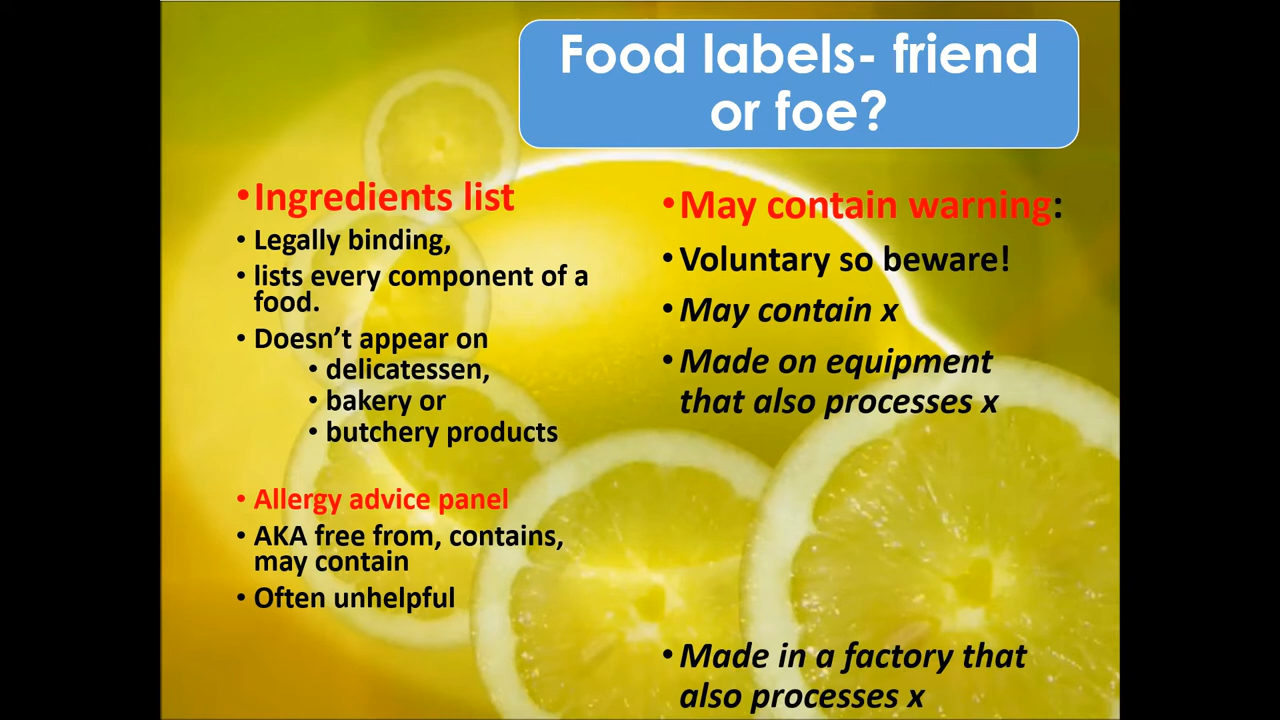 Food labels- friend
or foe?
•Ingredients list
• Legally binding,
• lists every component of a
food.
• Doesn’t appear on
• delicatessen,
• bakery or
• butchery products
• Allergy advice panel
• AKA free from, contains,
may contain
• Often unhelpful
•May contain warning:
•Voluntary so beware!
•May contain x
•Made on equipment
that also processes x
•Made in a factory that
also processes x